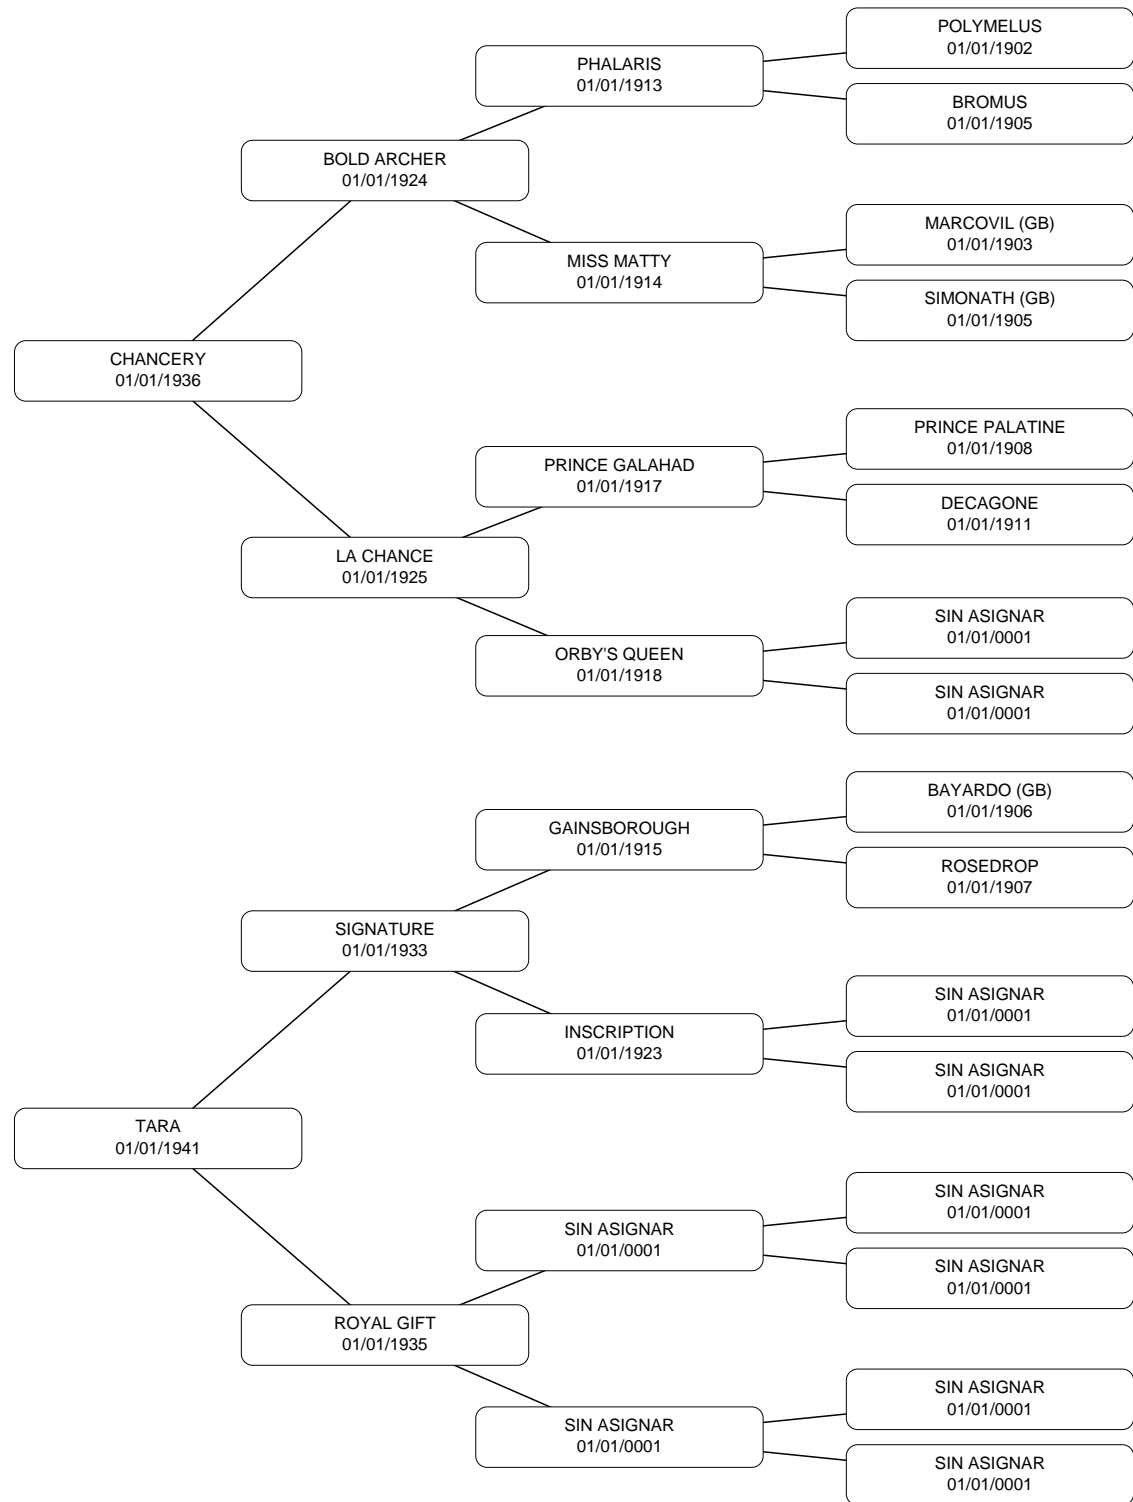 POLYMELUS
01/01/1902
PHALARIS
01/01/1913
BROMUS
01/01/1905
BOLD ARCHER
01/01/1924
MARCOVIL (GB)
01/01/1903
MISS MATTY
01/01/1914
SIMONATH (GB)
01/01/1905
CHANCERY
01/01/1936
PRINCE PALATINE
01/01/1908
PRINCE GALAHAD
01/01/1917
DECAGONE
01/01/1911
LA CHANCE
01/01/1925
SIN ASIGNAR
01/01/0001
ORBY'S QUEEN
01/01/1918
SIN ASIGNAR
01/01/0001
BAYARDO (GB)
01/01/1906
GAINSBOROUGH
01/01/1915
ROSEDROP
01/01/1907
SIGNATURE
01/01/1933
SIN ASIGNAR
01/01/0001
INSCRIPTION
01/01/1923
SIN ASIGNAR
01/01/0001
TARA
01/01/1941
SIN ASIGNAR
01/01/0001
SIN ASIGNAR
01/01/0001
SIN ASIGNAR
01/01/0001
ROYAL GIFT
01/01/1935
SIN ASIGNAR
01/01/0001
SIN ASIGNAR
01/01/0001
SIN ASIGNAR
01/01/0001